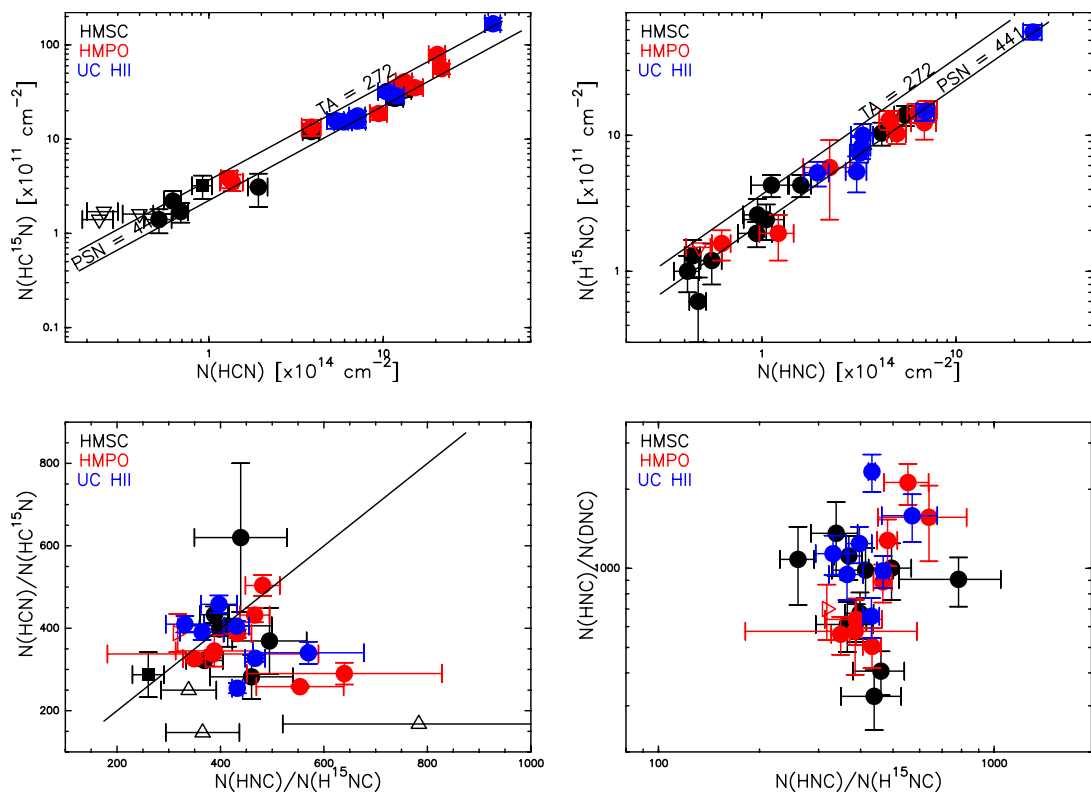 HMSC
HMPO
UC HII
TA = 272
PSN = 44
100
10
1
0.1
N(HC¹⁵N) [x10¹¹ cm⁻²]
1
10
N(HCN) [x10¹⁴ cm⁻²]
HMSC
HMPO
UC HII
TA = 272
PSN = 441
10
1
N(H¹⁵NC) [x10¹¹ cm⁻²]
1
10
N(HNC) [x10¹⁴ cm⁻²]
HMSC
HMPO
UC HII
800
600
400
200
N(HCN)/N(HC¹⁵N)
200
400
600
800
1000
N(HNC)/N(H¹⁵NC)
HMSC
HMPO
UC HII
1000
N(HNC)/N(DNC)
100
1000
N(HNC)/N(H¹⁵NC)